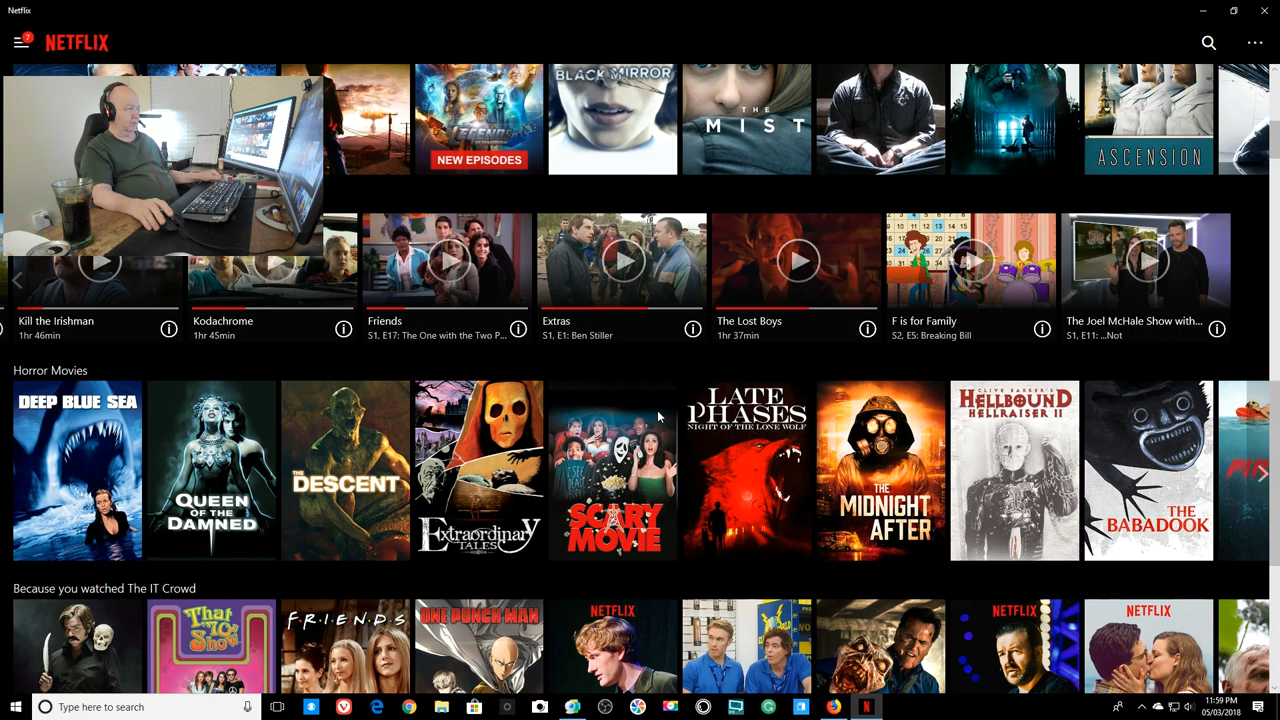 Netflix
7
NETFLIX
LEGENDS
NEW EPISODES
BLACK MIRROR
THE
MIST
ASCENSION
Kill the Irishman
1hr 46min
Kodachrome
1hr 45min
Friends
S1, E17: The One with the Two P...
Extras
S1, E1: Ben Stiller
The Lost Boys
1hr 37min
F is for Family
S2, E5: Breaking Bill
The Joel McHale Show with...
S1, E11: ...Not
Horror Movies
DEEP BLUE SEA
QUEEN
OF THE
DAMNED
THE
DESCENT
Extraordinary
TALES
SCARY
MOVIE
LATE
PHASES
NIGHT OF THE LONE WOLF
THE
MIDNIGHT
AFTER
CLIVE BARKER'S
HELLBOUND
HELLRAISER II
THE
BABADOOK
PIR
Because you watched The IT Crowd
That
'70s
Show
F·R·I·E·N·D·S
ONE PUNCH MAN
NETFLIX
NETFLIX
NETFLIX
Type here to search
11:59 PM
05/03/2018